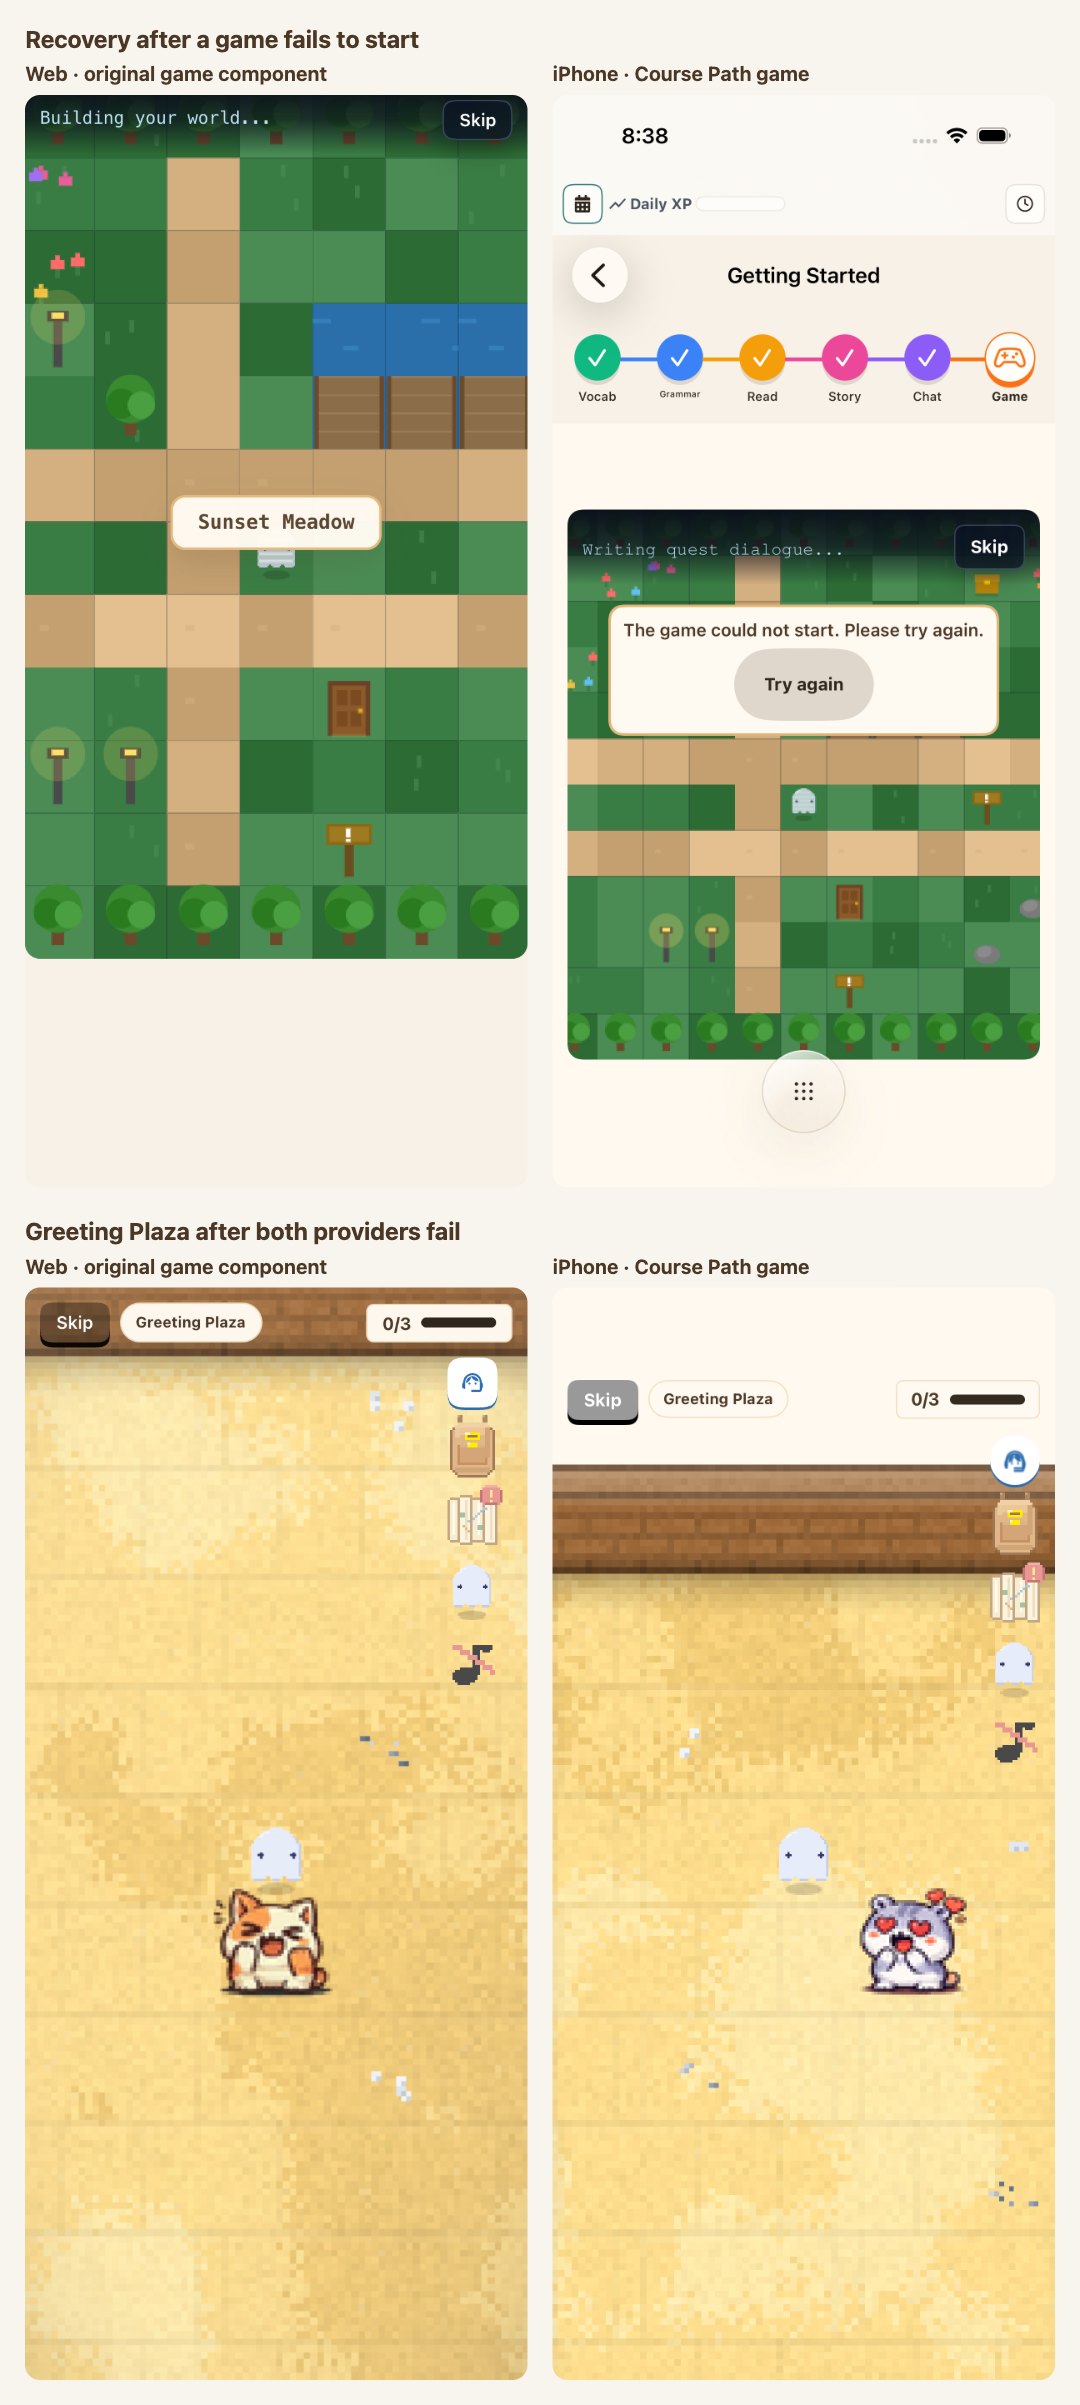 Recovery after a game fails to start
Web · original game component
iPhone · Course Path game
Building your world...
Skip
Sunset Meadow
8:38
Daily XP
Getting Started
Vocab
Grammar
Read
Story
Chat
Game
Writing quest dialogue...
Skip
The game could not start. Please try again.
Try again
Greeting Plaza after both providers fail
Web · original game component
iPhone · Course Path game
Skip
Greeting Plaza
0/3
Skip
Greeting Plaza
0/3